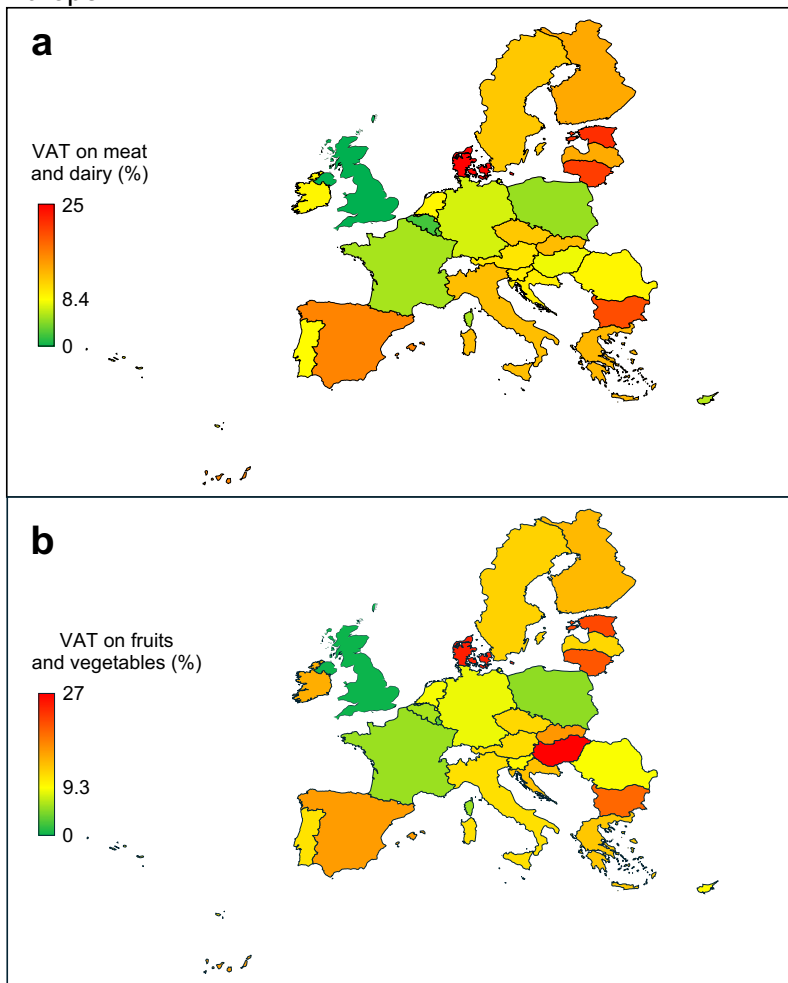 a
VAT on meat
and dairy (%)
25
8.4
0
b
VAT on fruits
and vegetables (%)
27
9.3
0